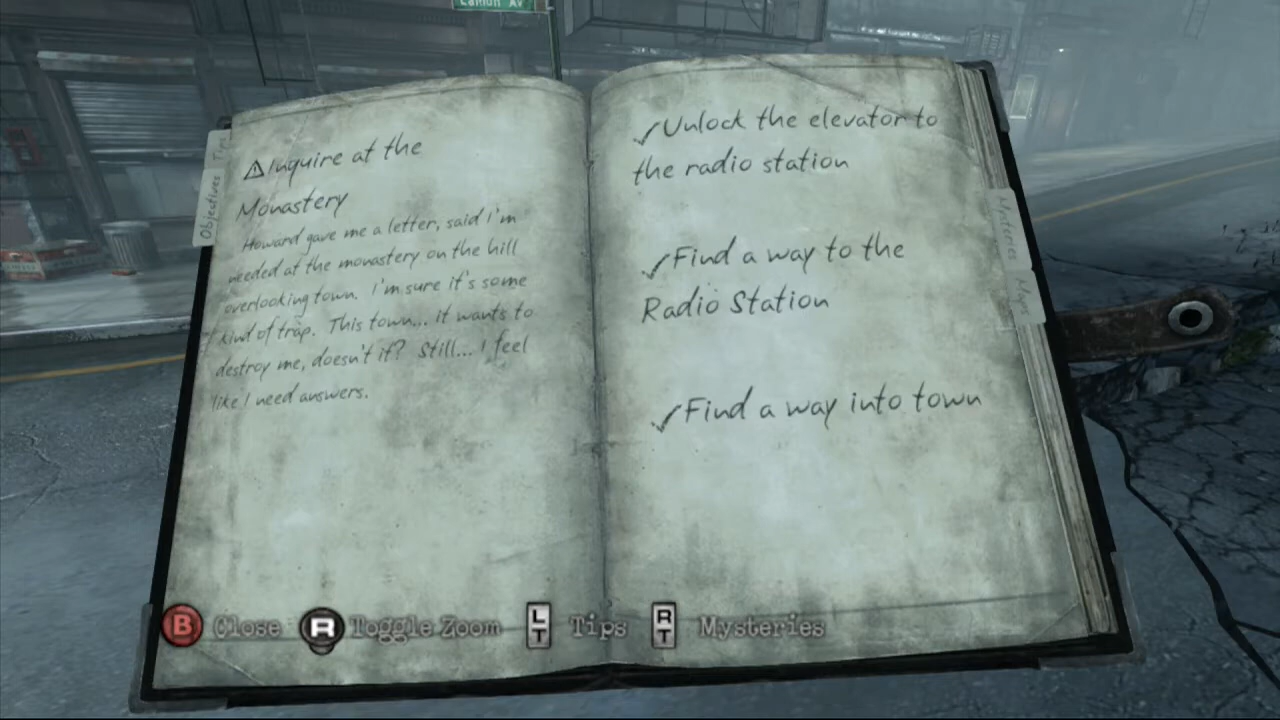 ⚠Inquire at the
Monastery
Howard gave me a letter, said I'm
needed at the monastery on the hill
overlooking town. I'm sure it's some
kind of trap. This town... it wants to
destroy me, doesn't it? Still... I feel
like I need answers.
✓Unlock the elevator to
the radio station
✓Find a way to the
Radio Station
✓Find a way into town
Objectives
Mysteries
Maps
B Close R Toggle Zoom LT Tips RT Mysteries